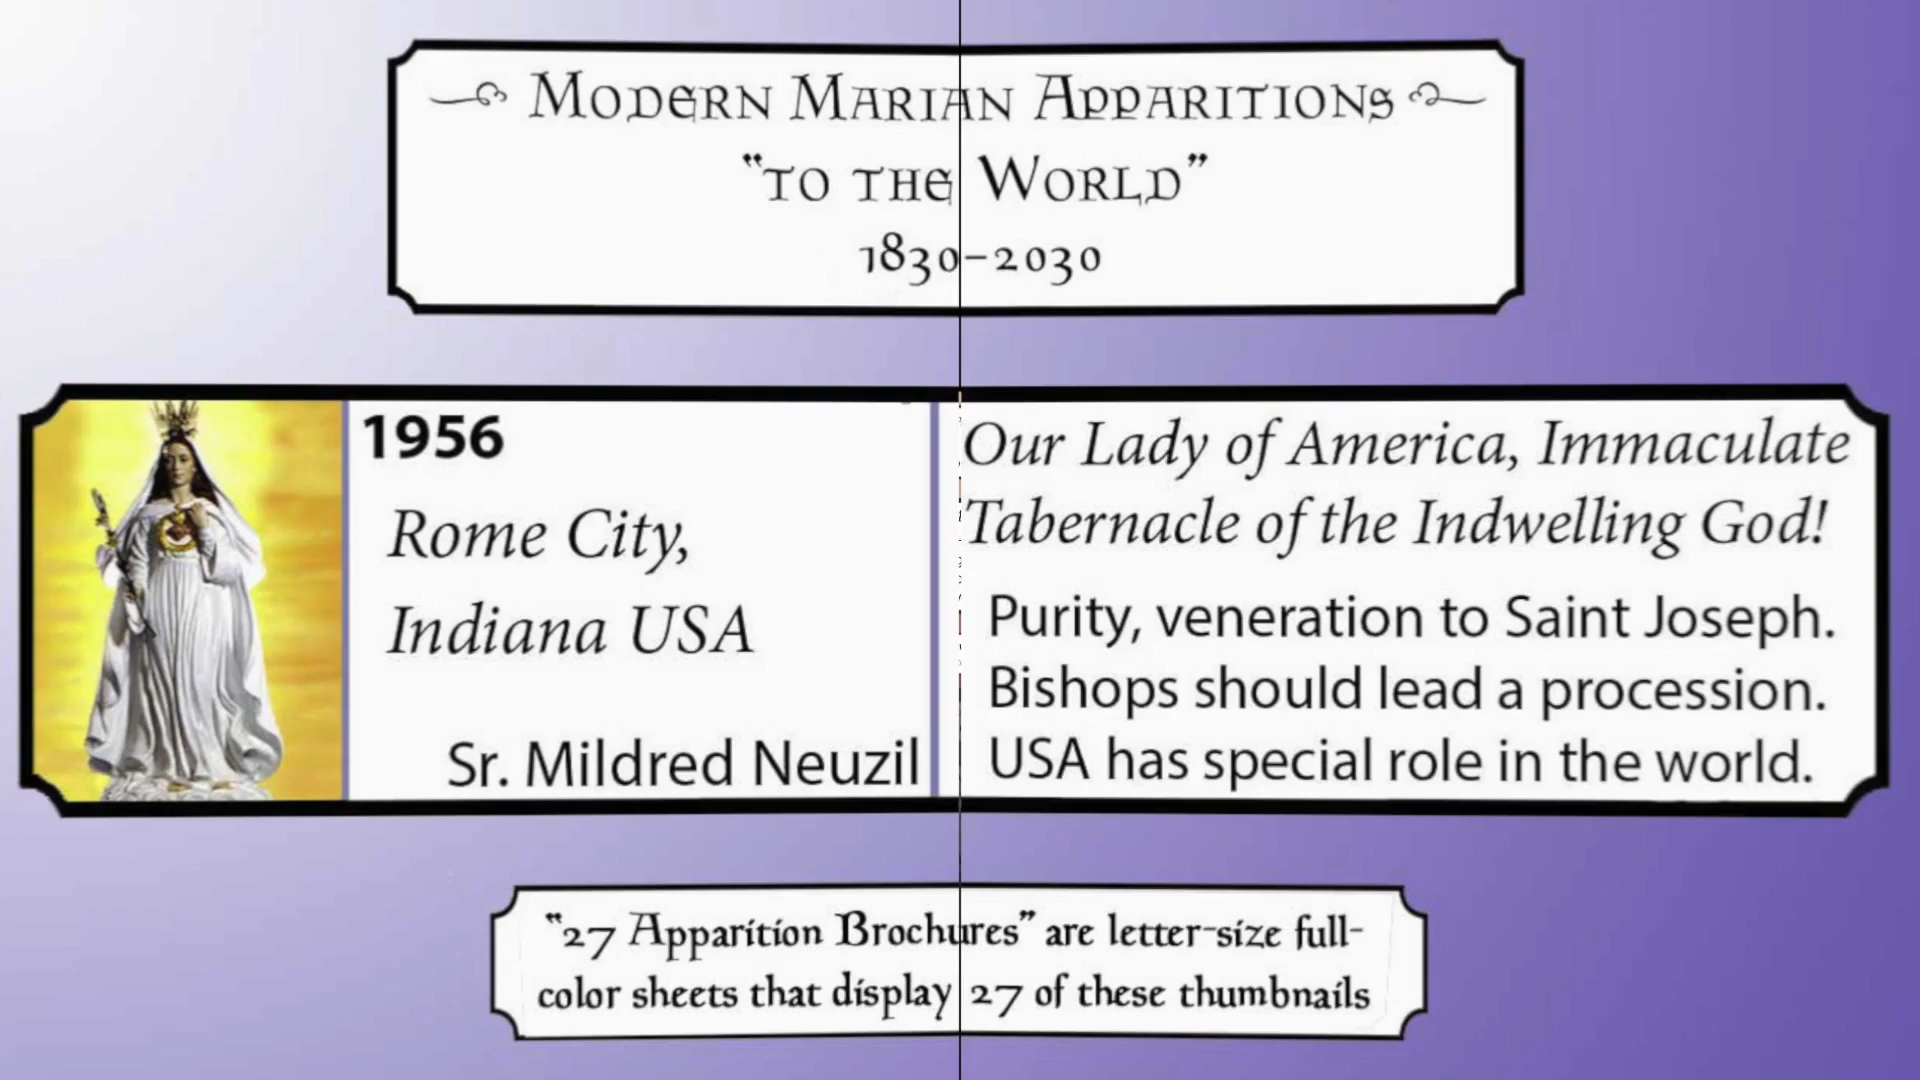 Modern Marian Apparitions
"to the World"
1830–2030
1956
Rome City,
Indiana USA
Sr. Mildred Neuzil
Our Lady of America, Immaculate
Tabernacle of the Indwelling God!
Purity, veneration to Saint Joseph.
Bishops should lead a procession.
USA has special role in the world.
"27 Apparition Brochures" are letter-size full-
color sheets that display 27 of these thumbnails